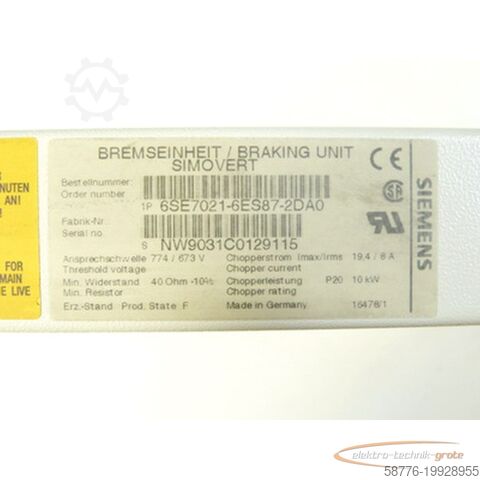 BREMSEINHEIT / BRAKING UNIT
SIMOVERT
Bestellnummer:
Order number
1P 6SE7021-6ES87-2DA0
Fabrik-Nr.:
Serial no.
S NW9031C0129115
Ansprechschwelle 774 / 673 V Chopperstrom Imax/Irms 19,4 / 8 A
Threshold voltage Chopper current
Min. Widerstand 40 Ohm -10% Chopperleistung P20 10 kW
Min. Resistor Chopper rating
Erz.-Stand Prod. State F Made in Germany 16478/1
CE
SIEMENS
NUTEN
AN!
FOR
MAIN
E LIVE
elektro-technik-grote
58776-19928955